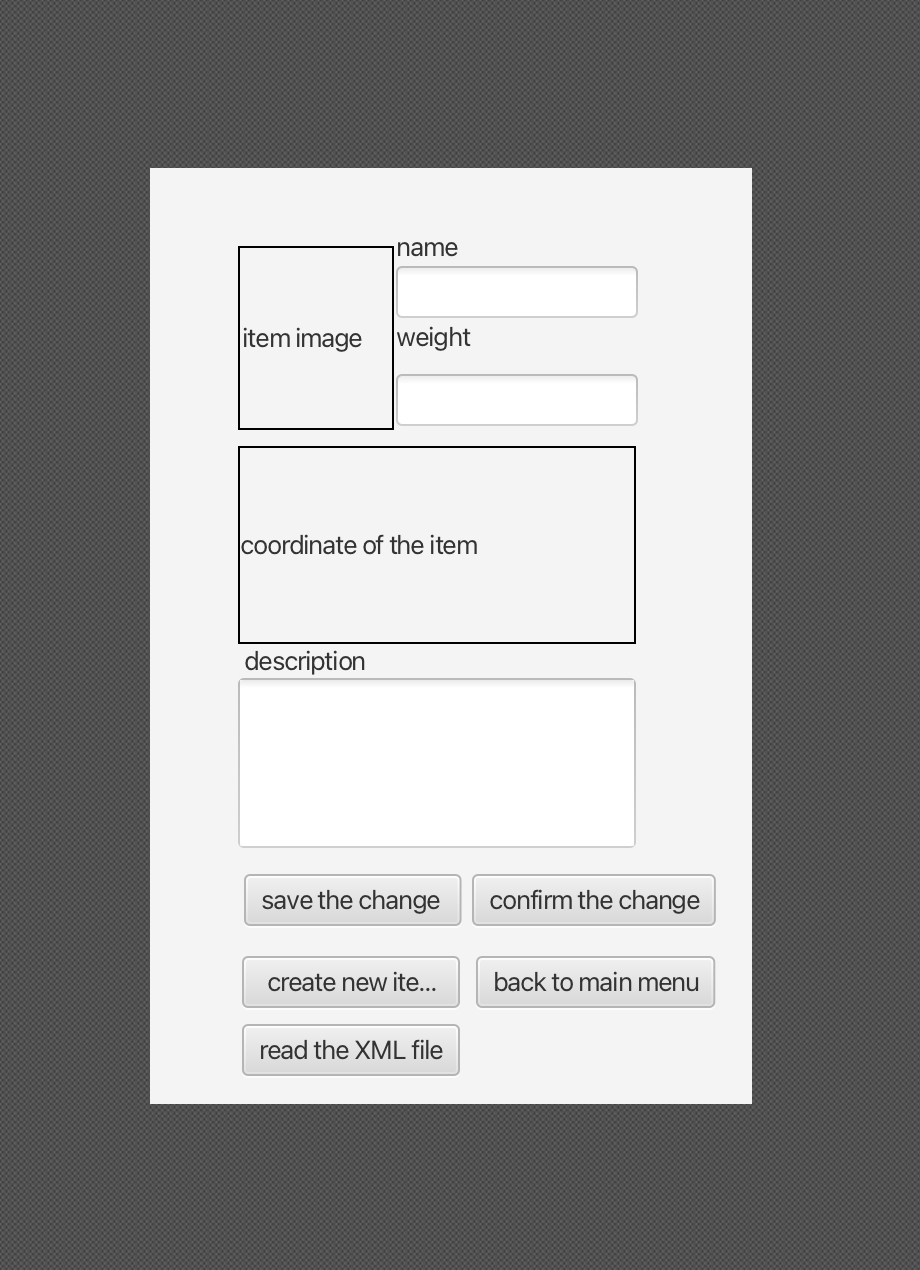 name
item image
weight
coordinate of the item
description
save the change
confirm the change
create new ite...
back to main menu
read the XML file